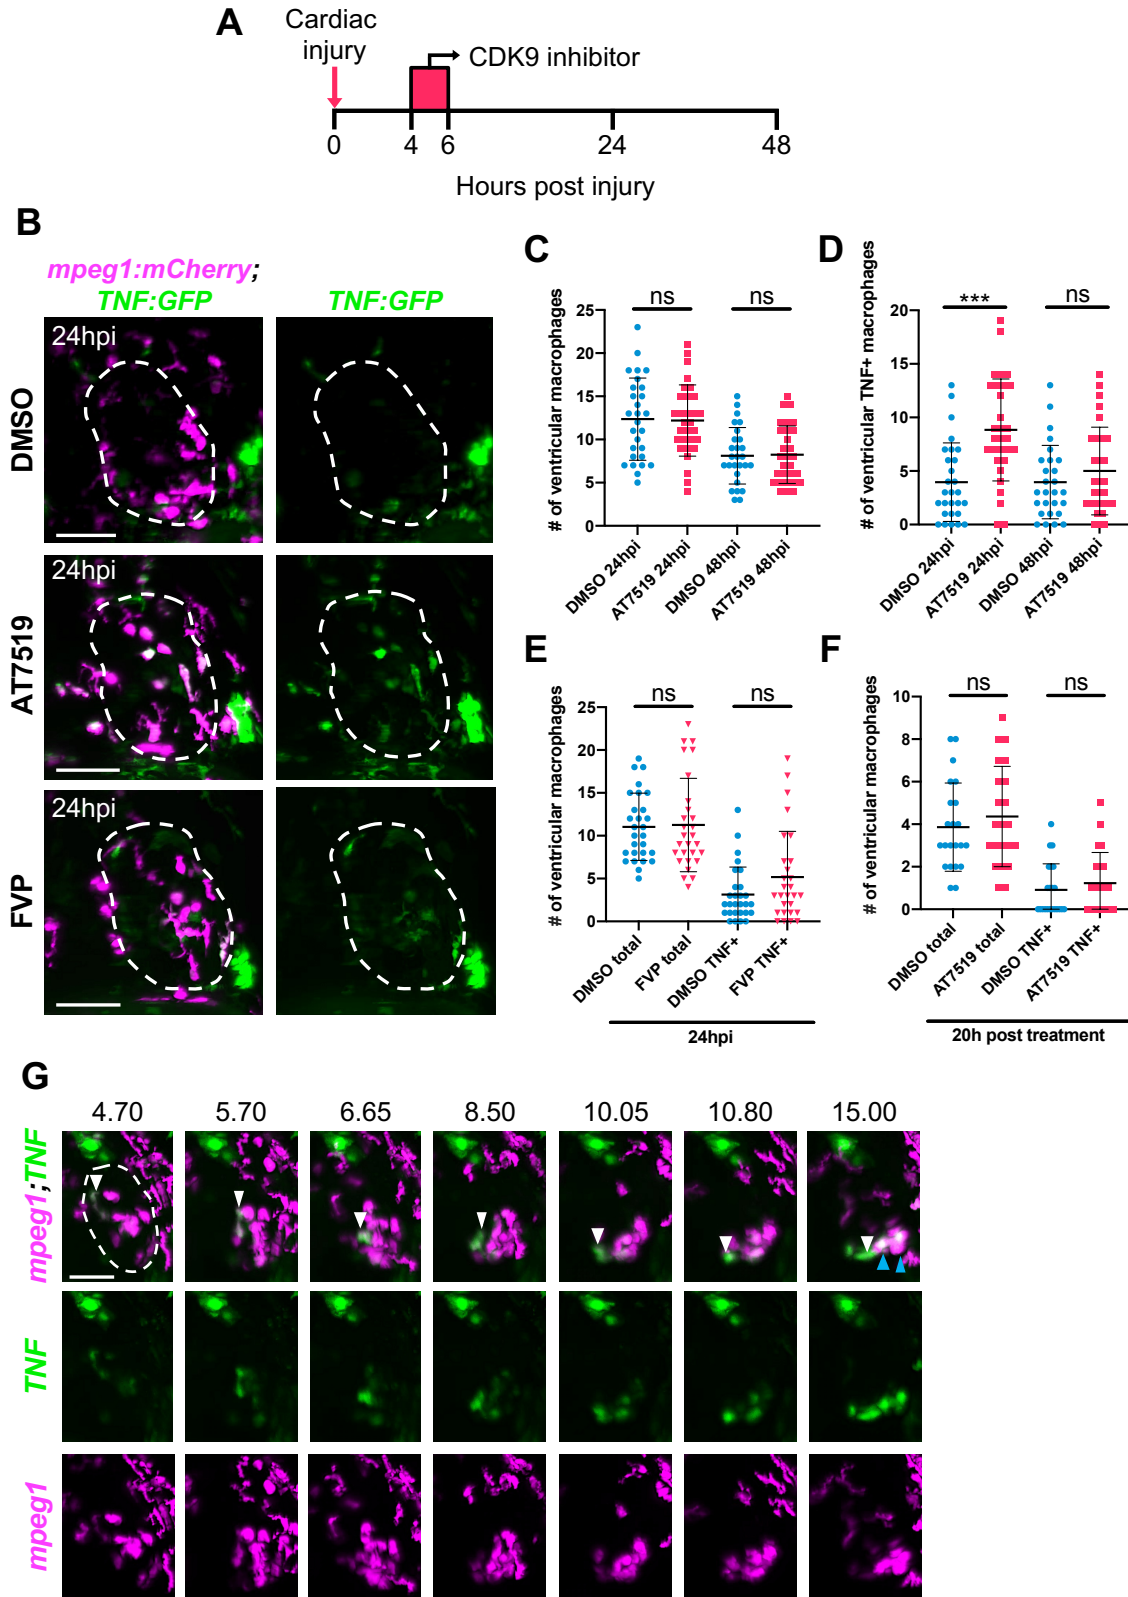 A
Cardiac
injury
CDK9 inhibitor
0 4 6 24 48
Hours post injury
B
mpeg1:mCherry;
TNF:GFP
TNF:GFP
DMSO
24hpi
AT7519
24hpi
FVP
24hpi
C
# of ventricular macrophages
25
20
15
10
5
0
ns
ns
DMSO 24hpi
AT7519 24hpi
DMSO 48hpi
AT7519 48hpi
D
# of ventricular TNF+ macrophages
20
15
10
5
0
***
ns
DMSO 24hpi
AT7519 24hpi
DMSO 48hpi
AT7519 48hpi
E
# of ventricular macrophages
25
20
15
10
5
0
ns
ns
DMSO total
FVP total
DMSO TNF+
FVP TNF+
24hpi
F
# of ventricular macrophages
10
8
6
4
2
0
ns
ns
DMSO total
AT7519 total
DMSO TNF+
AT7519 TNF+
20h post treatment
G
4.70 5.70 6.65 8.50 10.05 10.80 15.00
mpeg1;TNF
TNF
mpeg1